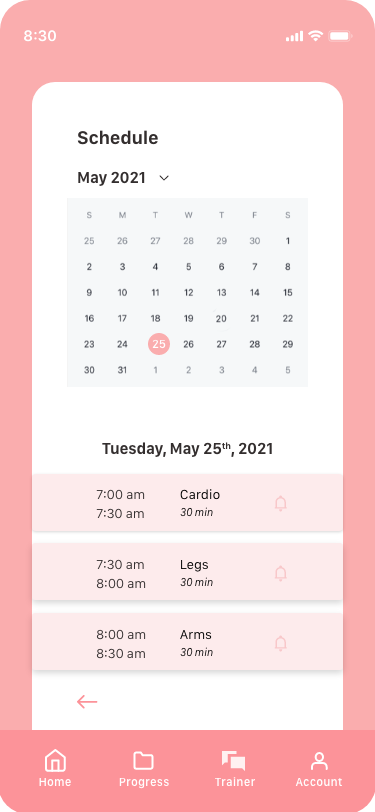 8:30
Schedule
May 2021
S M T W T F S
25 26 27 28 29 30 1
2 3 4 5 6 7 8
9 10 11 12 13 14 15
16 17 18 19 20 21 22
23 24 25 26 27 28 29
30 31 1 2 3 4 5
Tuesday, May 25th, 2021
7:00 am Cardio
7:30 am 30 min
7:30 am Legs
8:00 am 30 min
8:00 am Arms
8:30 am 30 min
Home Progress Trainer Account